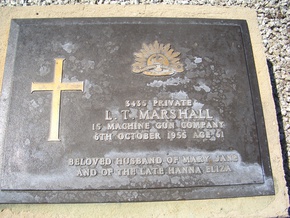 5486 PRIVATE
L. T. MARSHALL
15 MACHINE GUN COMPANY
6TH OCTOBER 1956 AGE 61
BELOVED HUSBAND OF MARY JANE
AND OF THE LATE HANNA ELIZA